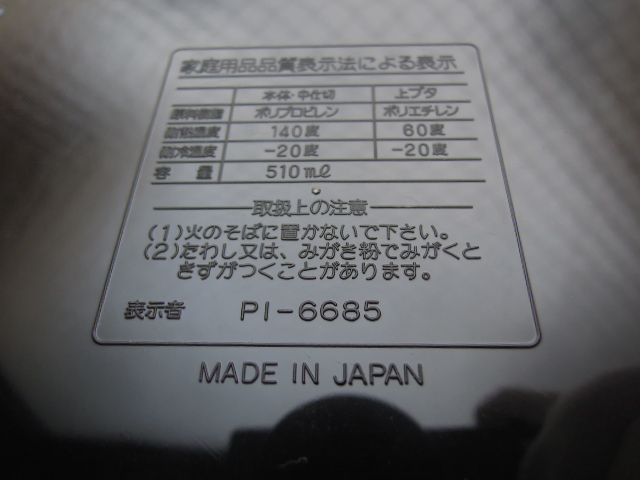 家庭用品品質表示法による表示
本体・中仕切 上ブタ
原料樹脂 ポリプロピレン ポリエチレン
耐熱温度 140度 60度
耐冷温度 -20度 -20度
容量 510mℓ
取扱上の注意
(1)火のそばに置かないで下さい。
(2)たわし又は、みがき粉でみがくと
きずがつくことがあります。
表示者 PI-6685
MADE IN JAPAN